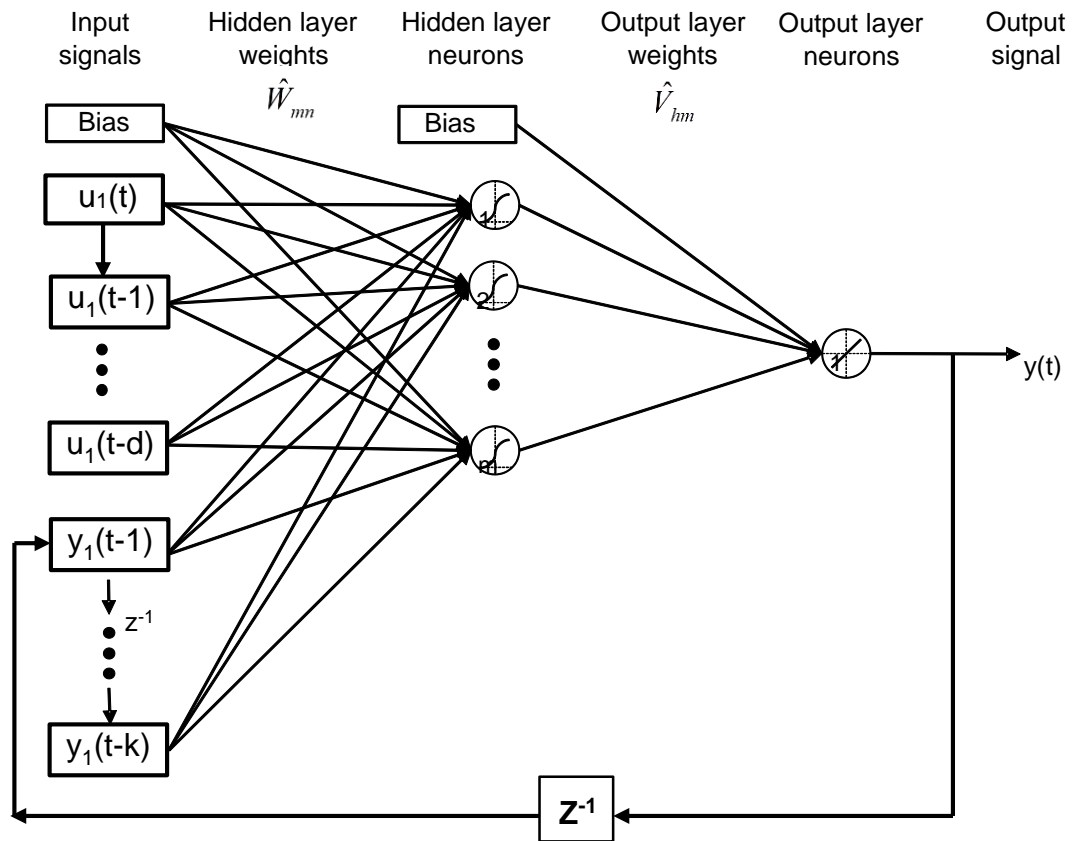 Input signals
Hidden layer weights
Hidden layer neurons
Output layer weights
Output layer neurons
Output signal
Ŵₘₙ
V̂ₕₘ
Bias
Bias
u₁(t)
1
u₁(t-1)
2
1
y(t)
u₁(t-d)
m
y₁(t-1)
z⁻¹
y₁(t-k)
Z⁻¹